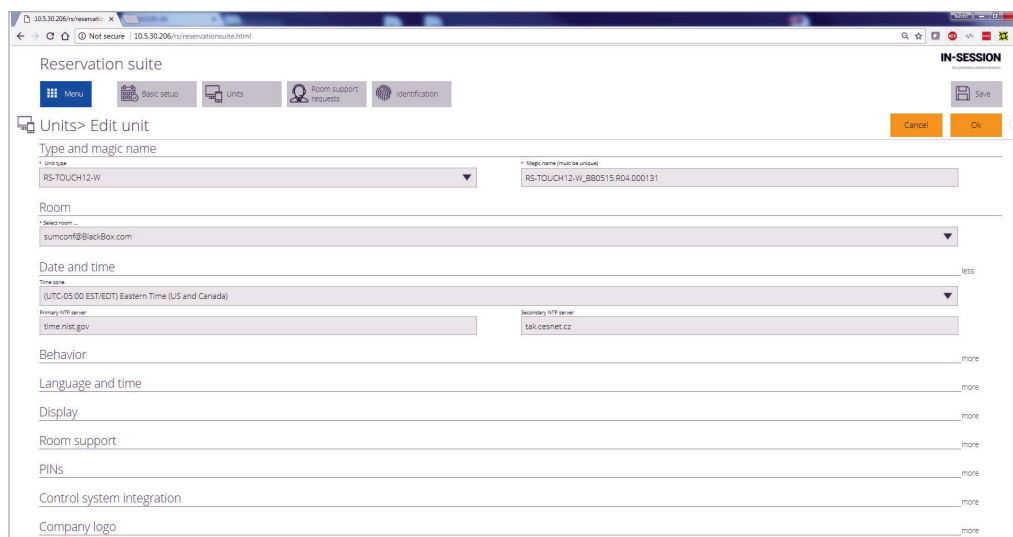 10.5.30.206/rs/reservatio
Not secure | 10.5.30.206/rs/reservationsuite.html
Reservation suite
IN-SESSION
Menu
Basic setup
Units
Room support requests
Identification
Save
Units> Edit unit
Cancel
Ok
Type and magic name
* Unit type
* Magic name (must be unique)
RS-TOUCH12-W
RS-TOUCH12-W_BB0515.R04.000131
Room
* Select room ...
sumconf@BlackBox.com
Date and time
less
Time zone
(UTC-05:00 EST/EDT) Eastern Time (US and Canada)
Primary NTP server
Secondary NTP server
time.nist.gov
tak.cesnet.cz
Behavior
more
Language and time
more
Display
more
Room support
more
PINs
more
Control system integration
more
Company logo
more